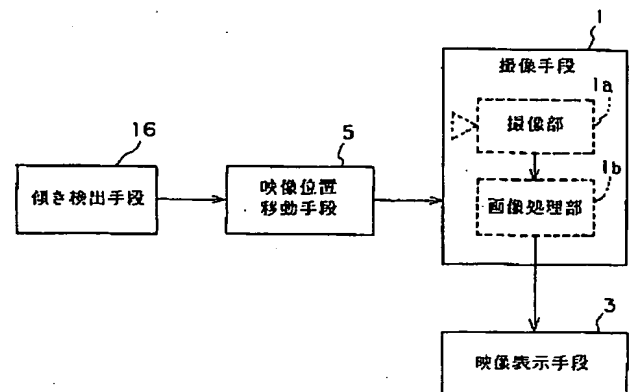 1
撮像手段
1a
撮像部
16
5
傾き検出手段
映像位置
移動手段
1b
画像処理部
3
映像表示手段